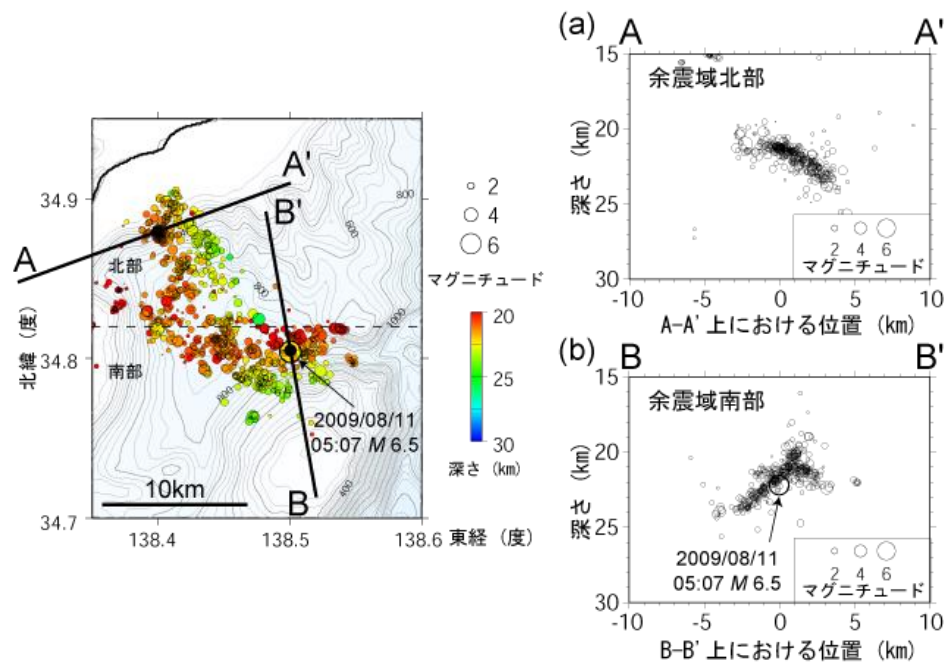 A
A'
B'
B
北部
南部
34.9
34.8
34.7
北緯（度）
138.4
138.5
138.6
東経（度）
10km
800
600
800
1000
800
400
2009/08/11
05:07 M 6.5
2
4
6
マグニチュード
20
25
30
深さ（km）
(a)
A
A'
余震域北部
15
20
25
30
深さ（km）
2 4 6
マグニチュード
-10 -5 0 5 10
A-A'上における位置（km）
(b)
B
B'
余震域南部
15
20
25
30
深さ（km）
2009/08/11
05:07 M 6.5
2 4 6
マグニチュード
-10 -5 0 5 10
B-B'上における位置（km）